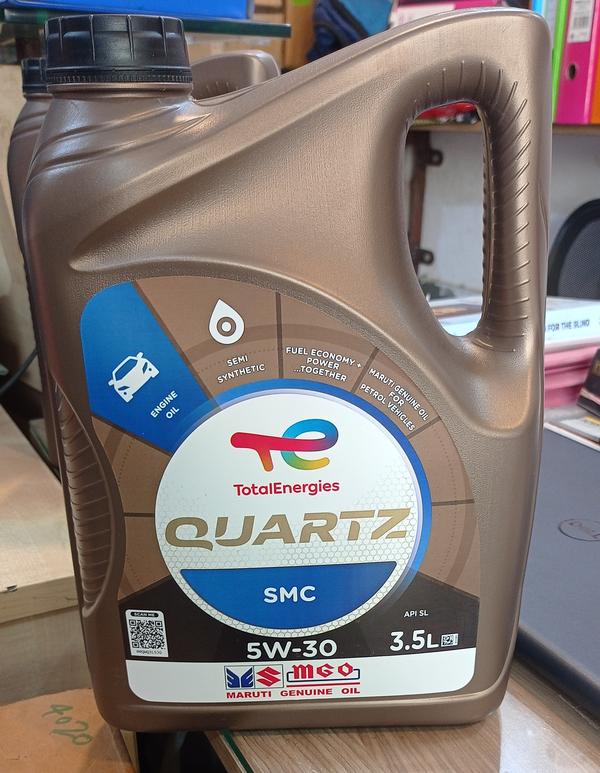 FOR THE BLIND
SEMI
SYNTHETIC
FUEL ECONOMY +
POWER
...TOGETHER
MARUTI GENUINE OIL
FOR
PETROL VEHICLES
ENGINE
OIL
TotalEnergies
QUARTZ
SMC
API SL
SCAN ME
5W-30
3.5L
MGO
MARUTI GENUINE OIL
4020